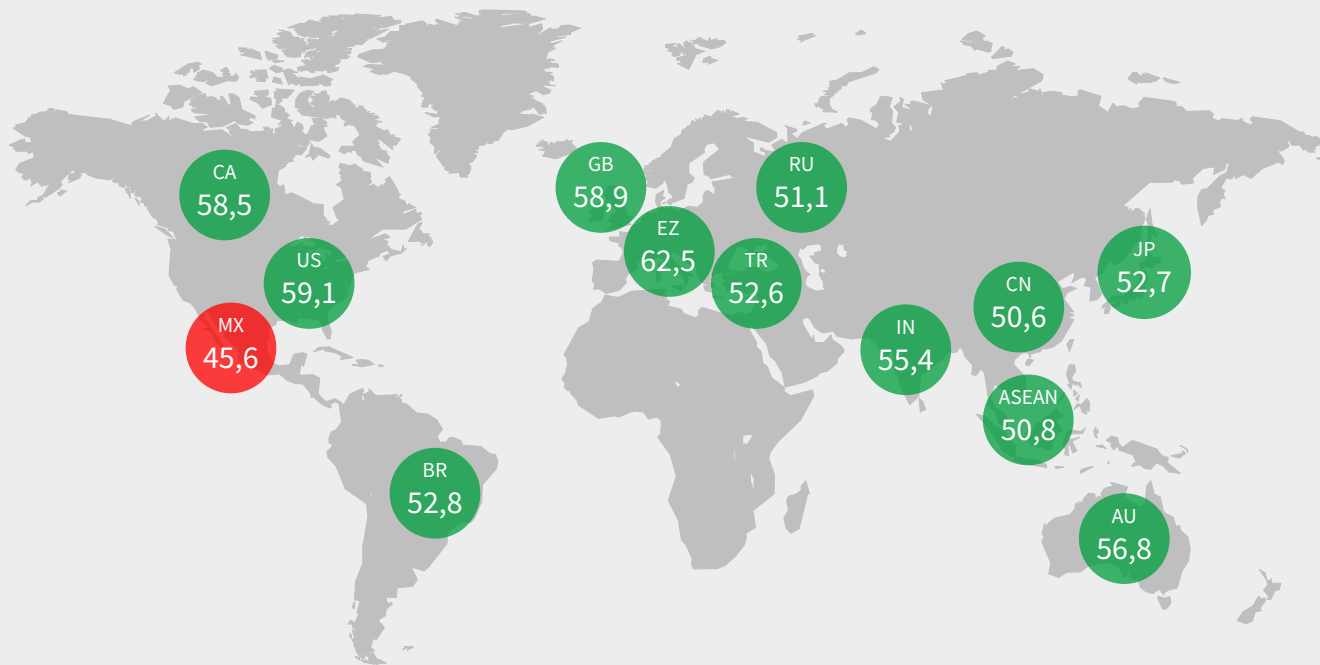 CA
58,5
US
59,1
MX
45,6
BR
52,8
GB
58,9
EZ
62,5
TR
52,6
RU
51,1
IN
55,4
CN
50,6
JP
52,7
ASEAN
50,8
AU
56,8